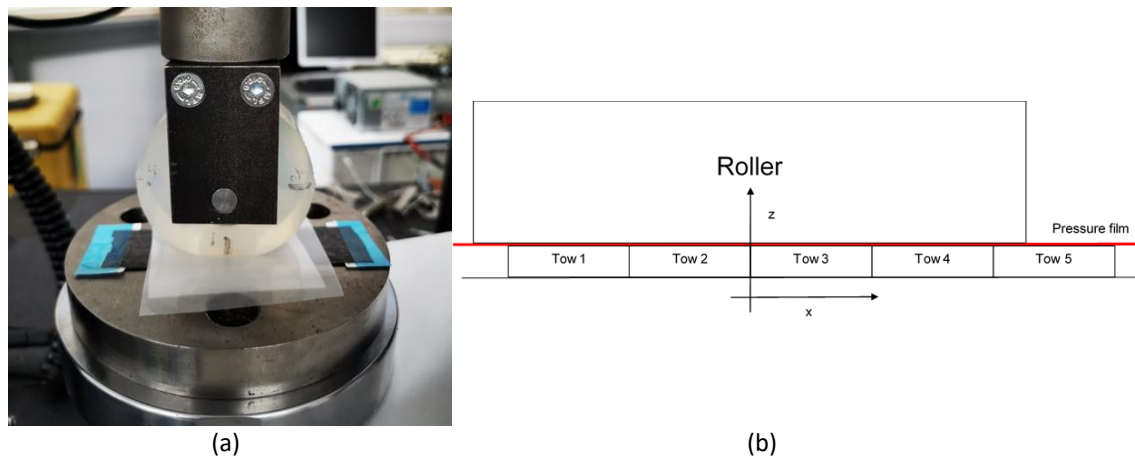 Roller
z
Pressure film
Tow 1 Tow 2 Tow 3 Tow 4 Tow 5
x
(a) (b)